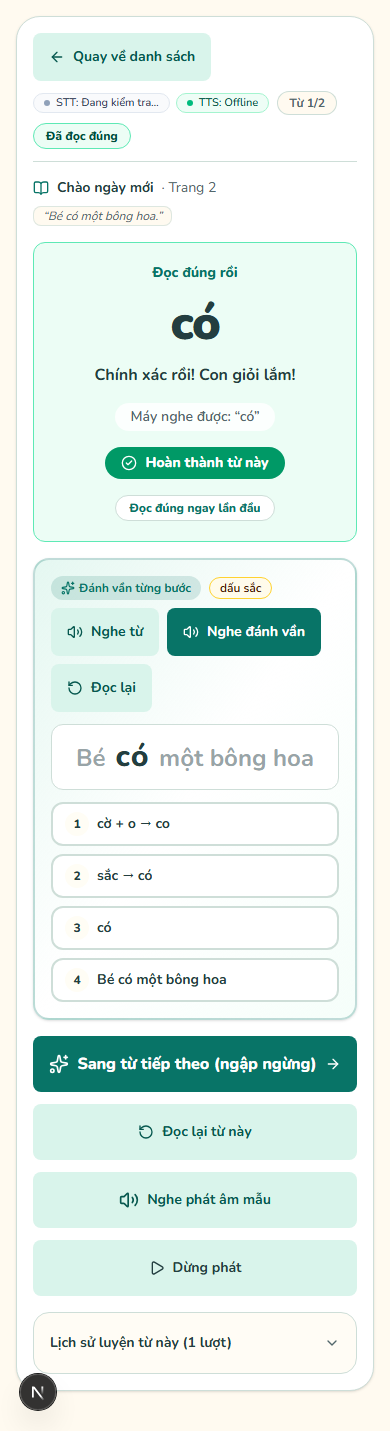 Quay về danh sách
STT: Đang kiểm tra...
TTS: Offline
Từ 1/2
Đã đọc đúng
Chào ngày mới · Trang 2
“Bé có một bông hoa.”
Đọc đúng rồi
có
Chính xác rồi! Con giỏi lắm!
Máy nghe được: “có”
Hoàn thành từ này
Đọc đúng ngay lần đầu
Đánh vần từng bước
dấu sắc
Nghe từ
Nghe đánh vần
Đọc lại
Bé có một bông hoa
1 cờ + o → co
2 sắc → có
3 có
4 Bé có một bông hoa
Sang từ tiếp theo (ngập ngừng) →
Đọc lại từ này
Nghe phát âm mẫu
Dừng phát
Lịch sử luyện từ này (1 lượt)
N